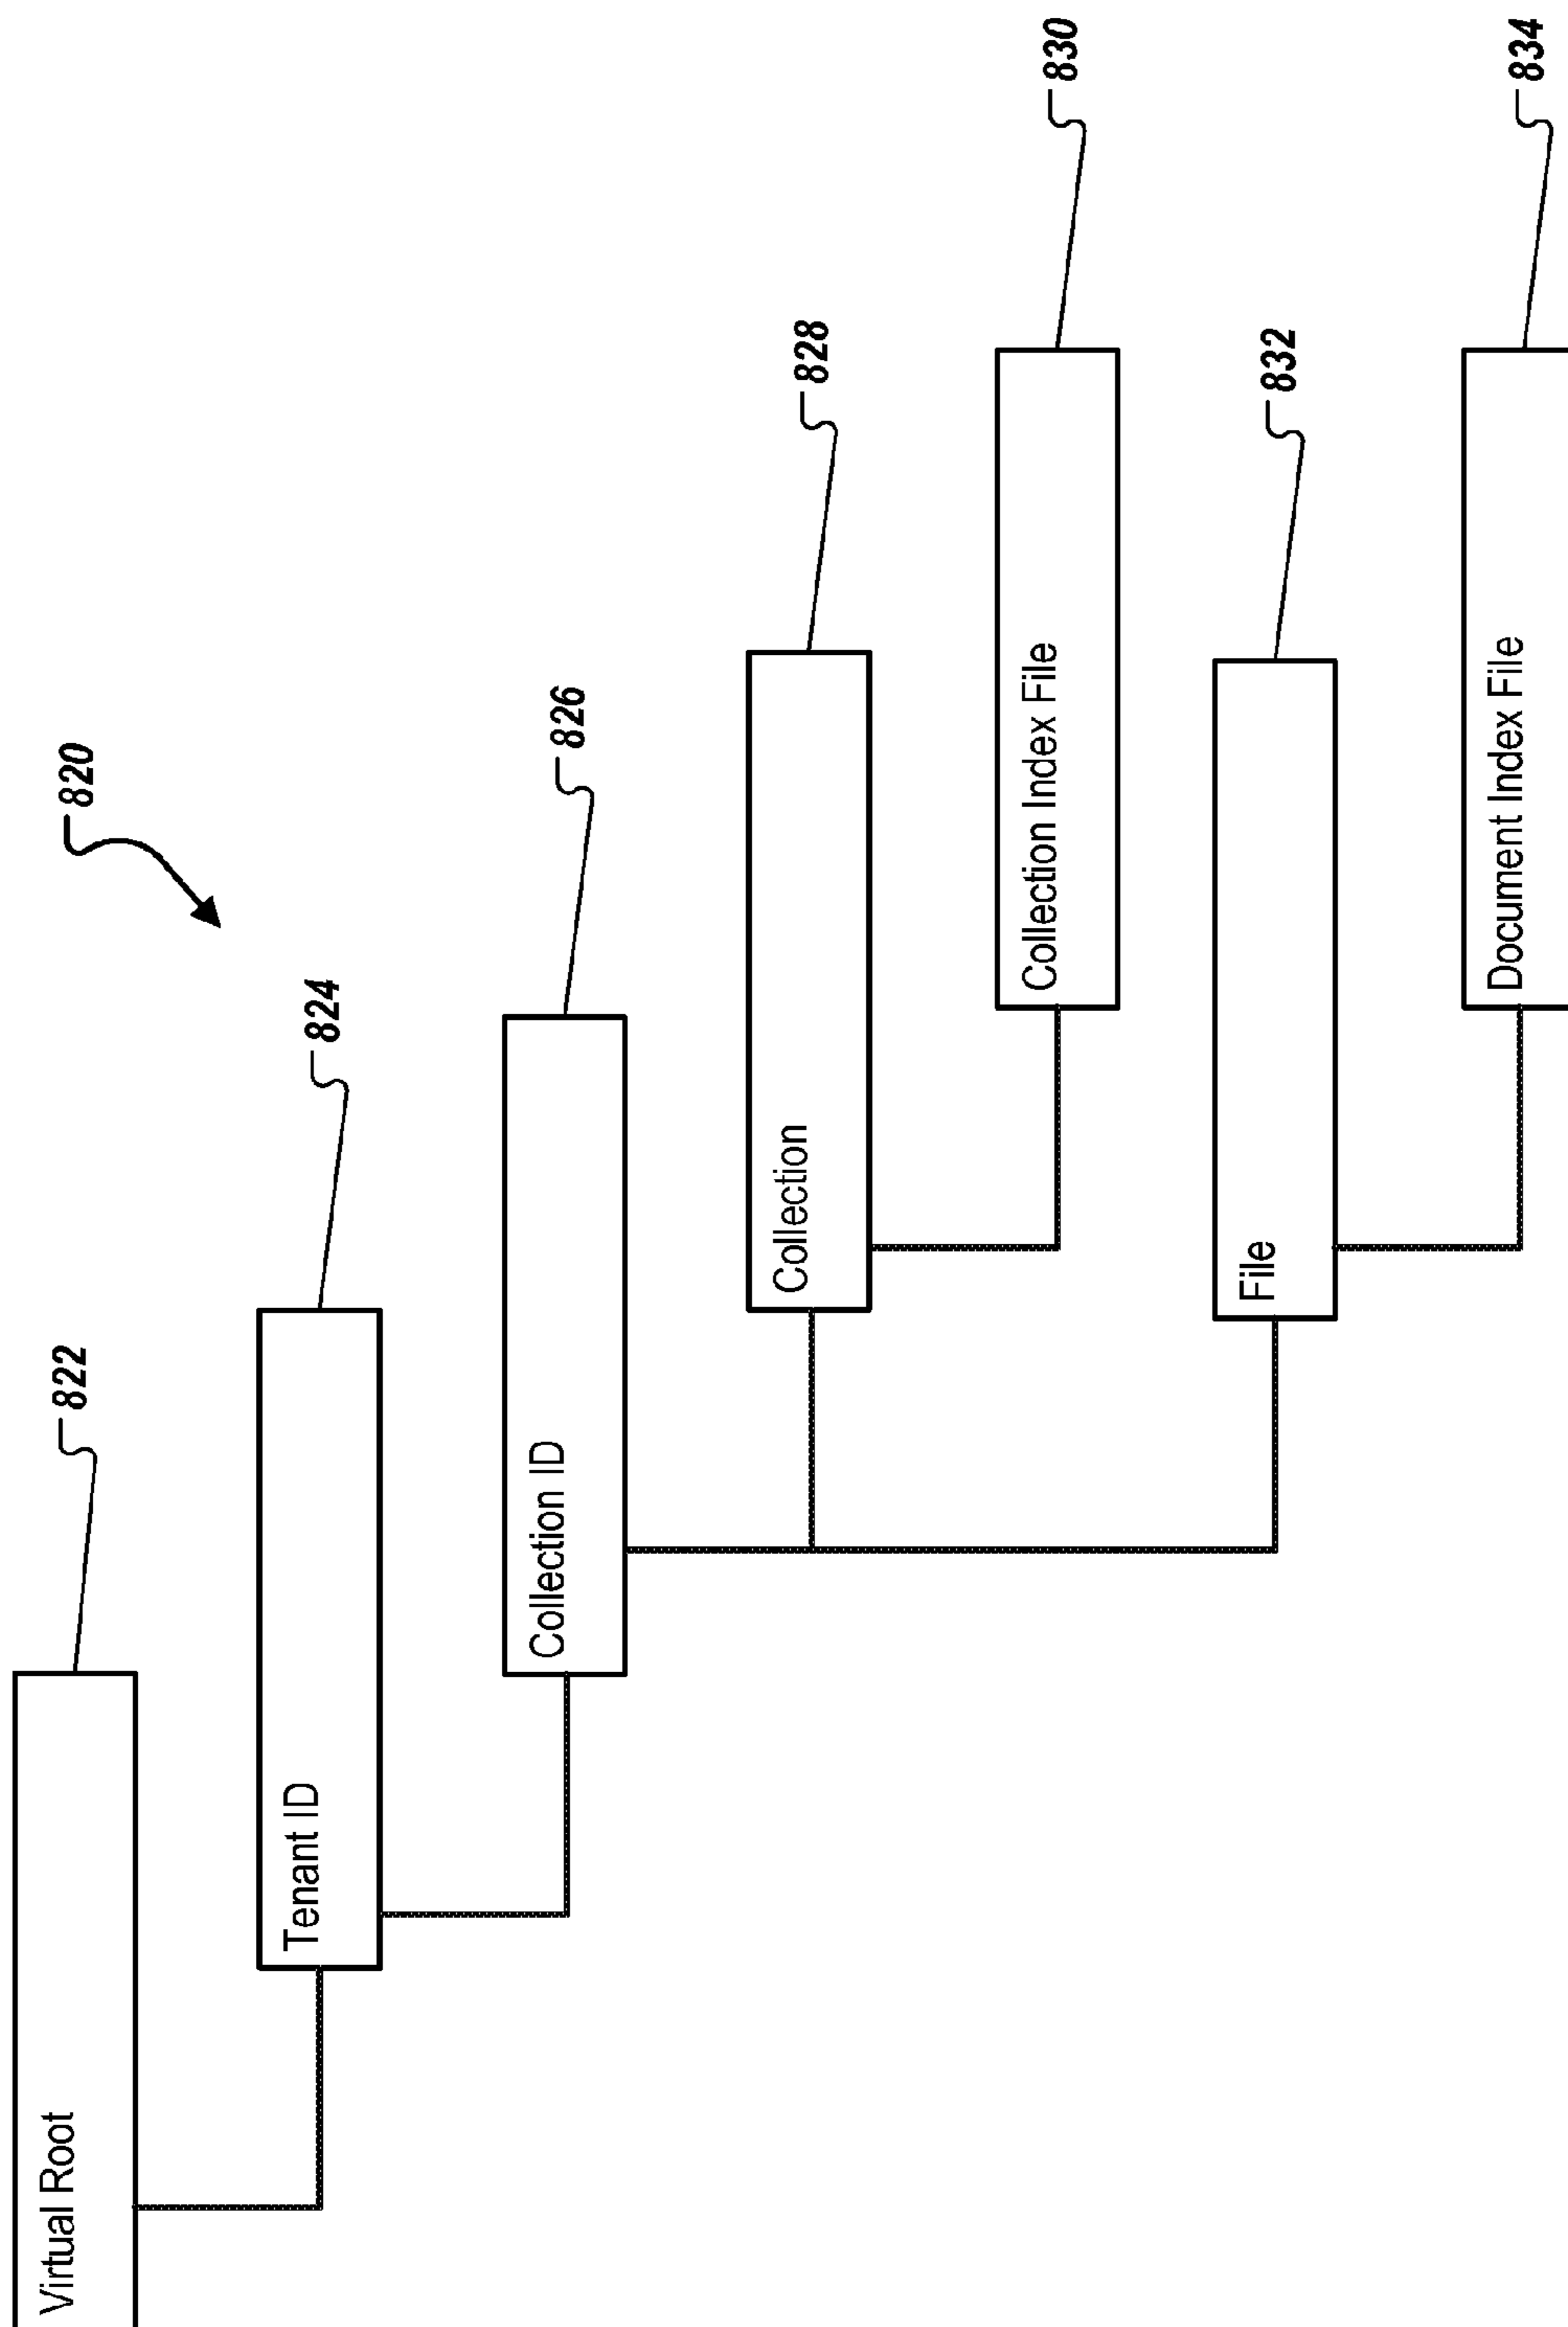 820
Virtual Root
822
Tenant ID
824
Collection ID
826
Collection
828
Collection Index File
830
File
832
Document Index File
834